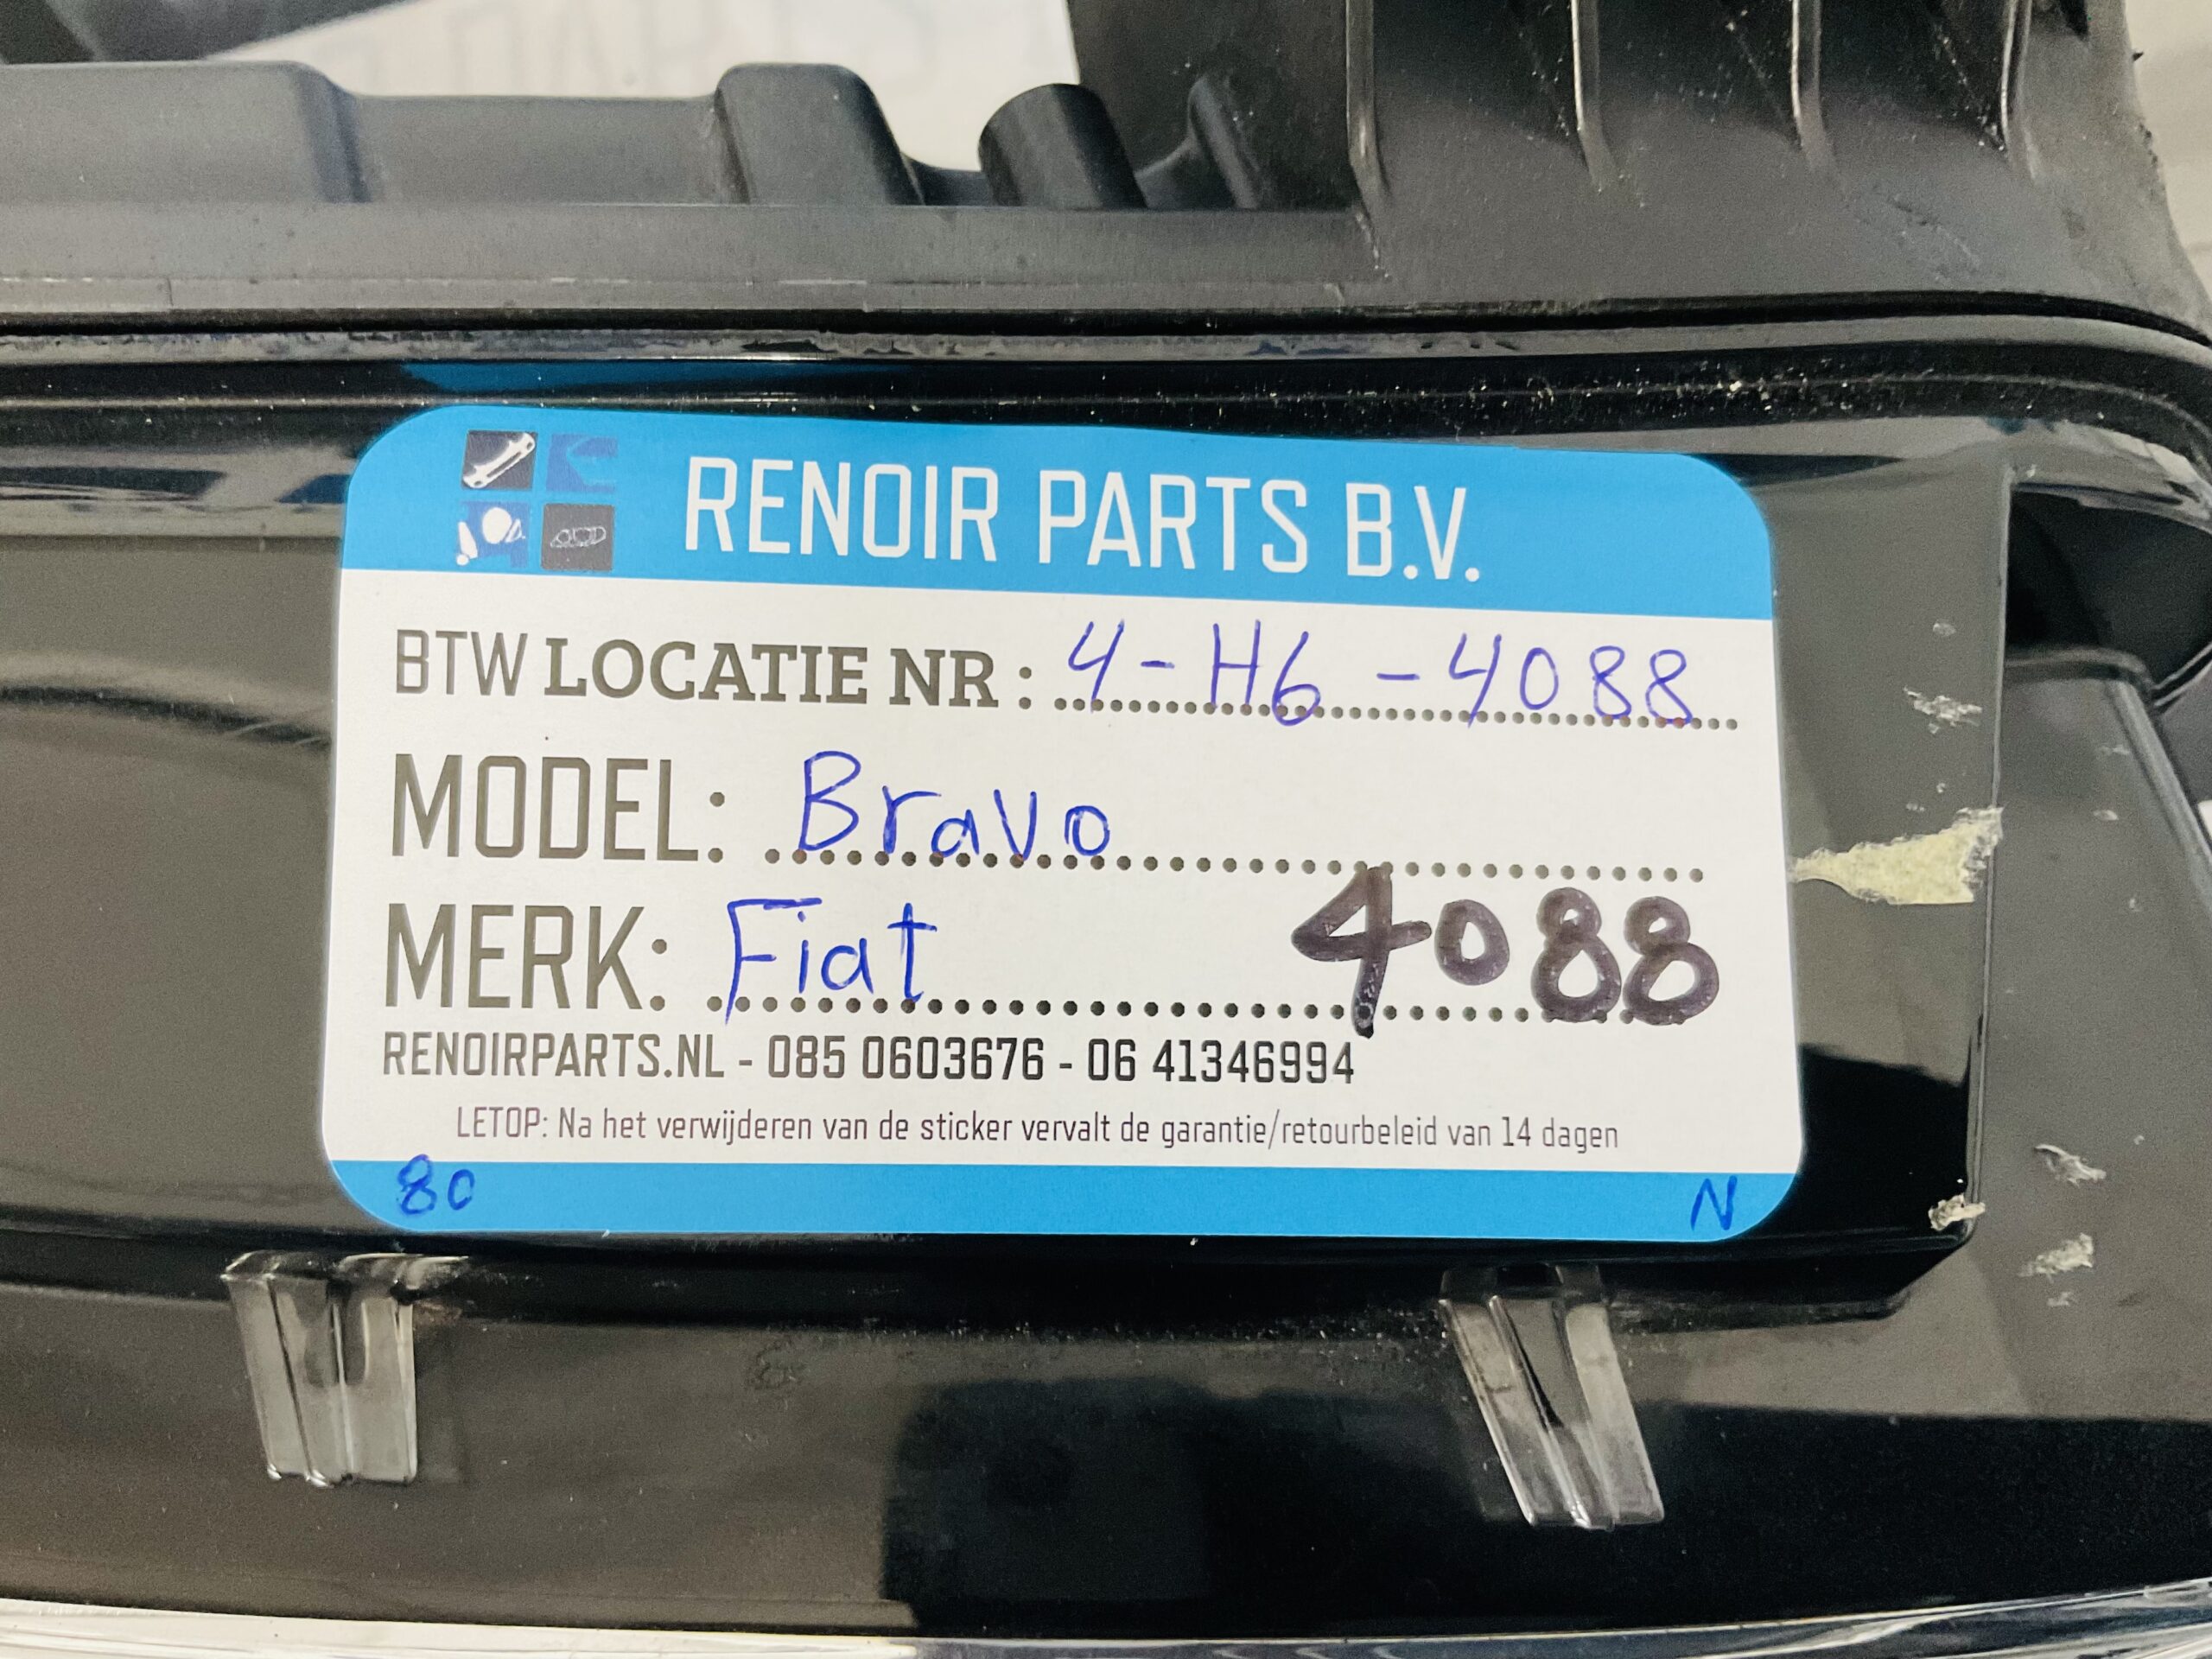 RENOIR PARTS B.V.
BTW LOCATIE NR : 4-H6-4088
MODEL: Bravo
MERK: Fiat 4088
RENOIRPARTS.NL - 085 0603676 - 06 41346994
LETOP: Na het verwijderen van de sticker vervalt de garantie/retourbeleid van 14 dagen
80 N